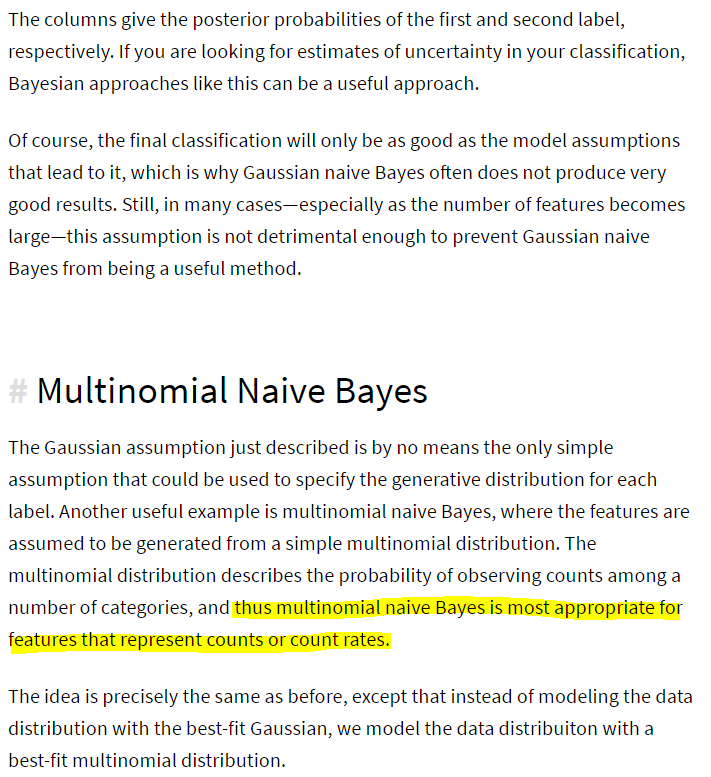 The columns give the posterior probabilities of the first and second label,
respectively. If you are looking for estimates of uncertainty in your classification,
Bayesian approaches like this can be a useful approach.
Of course, the final classification will only be as good as the model assumptions
that lead to it, which is why Gaussian naive Bayes often does not produce very
good results. Still, in many cases—especially as the number of features becomes
large—this assumption is not detrimental enough to prevent Gaussian naive
Bayes from being a useful method.
# Multinomial Naive Bayes
The Gaussian assumption just described is by no means the only simple
assumption that could be used to specify the generative distribution for each
label. Another useful example is multinomial naive Bayes, where the features are
assumed to be generated from a simple multinomial distribution. The
multinomial distribution describes the probability of observing counts among a
number of categories, and thus multinomial naive Bayes is most appropriate for
features that represent counts or count rates.
The idea is precisely the same as before, except that instead of modeling the data
distribution with the best-fit Gaussian, we model the data distribuiton with a
best-fit multinomial distribution.